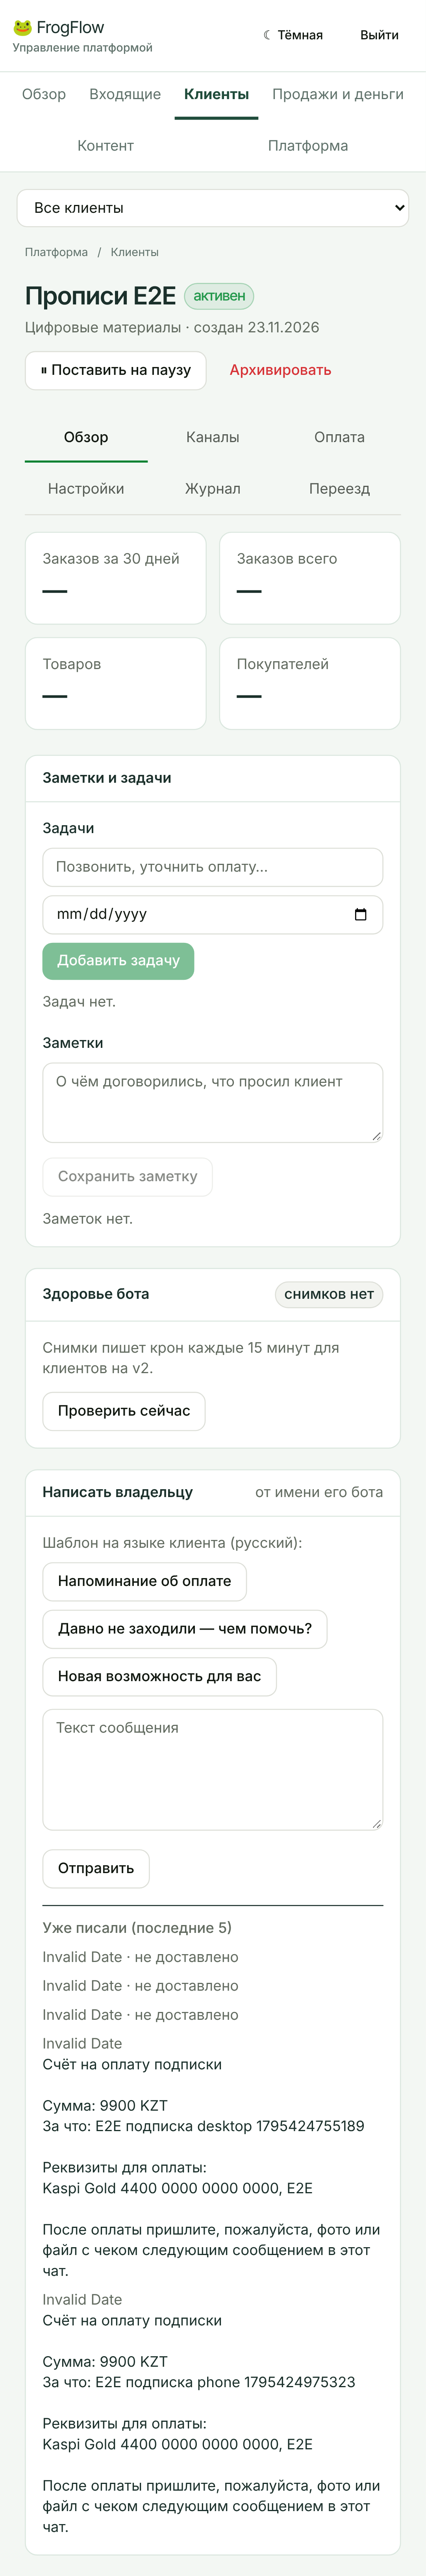 🐸 FrogFlow
Управление платформой
☾ Тёмная
Выйти
Обзор
Входящие
Клиенты
Продажи и деньги
Контент
Платформа
Все клиенты
Платформа / Клиенты
Прописи E2E
активен
Цифровые материалы · создан 23.11.2026
⏸ Поставить на паузу
Архивировать
Обзор
Каналы
Оплата
Настройки
Журнал
Переезд
Заказов за 30 дней
—
Заказов всего
—
Товаров
—
Покупателей
—
Заметки и задачи
Задачи
Позвонить, уточнить оплату...
mm/dd/yyyy
Добавить задачу
Задач нет.
Заметки
О чём договорились, что просил клиент
Сохранить заметку
Заметок нет.
Здоровье бота
снимков нет
Снимки пишет крон каждые 15 минут для
клиентов на v2.
Проверить сейчас
Написать владельцу
от имени его бота
Шаблон на языке клиента (русский):
Напоминание об оплате
Давно не заходили — чем помочь?
Новая возможность для вас
Текст сообщения
Отправить
Уже писали (последние 5)
Invalid Date · не доставлено
Invalid Date · не доставлено
Invalid Date · не доставлено
Invalid Date
Счёт на оплату подписки
Сумма: 9900 KZT
За что: E2E подписка desktop 1795424755189
Реквизиты для оплаты:
Kaspi Gold 4400 0000 0000 0000, E2E
После оплаты пришлите, пожалуйста, фото или
файл с чеком следующим сообщением в этот
чат.
Invalid Date
Счёт на оплату подписки
Сумма: 9900 KZT
За что: E2E подписка phone 1795424975323
Реквизиты для оплаты:
Kaspi Gold 4400 0000 0000 0000, E2E
После оплаты пришлите, пожалуйста, фото или
файл с чеком следующим сообщением в этот
чат.